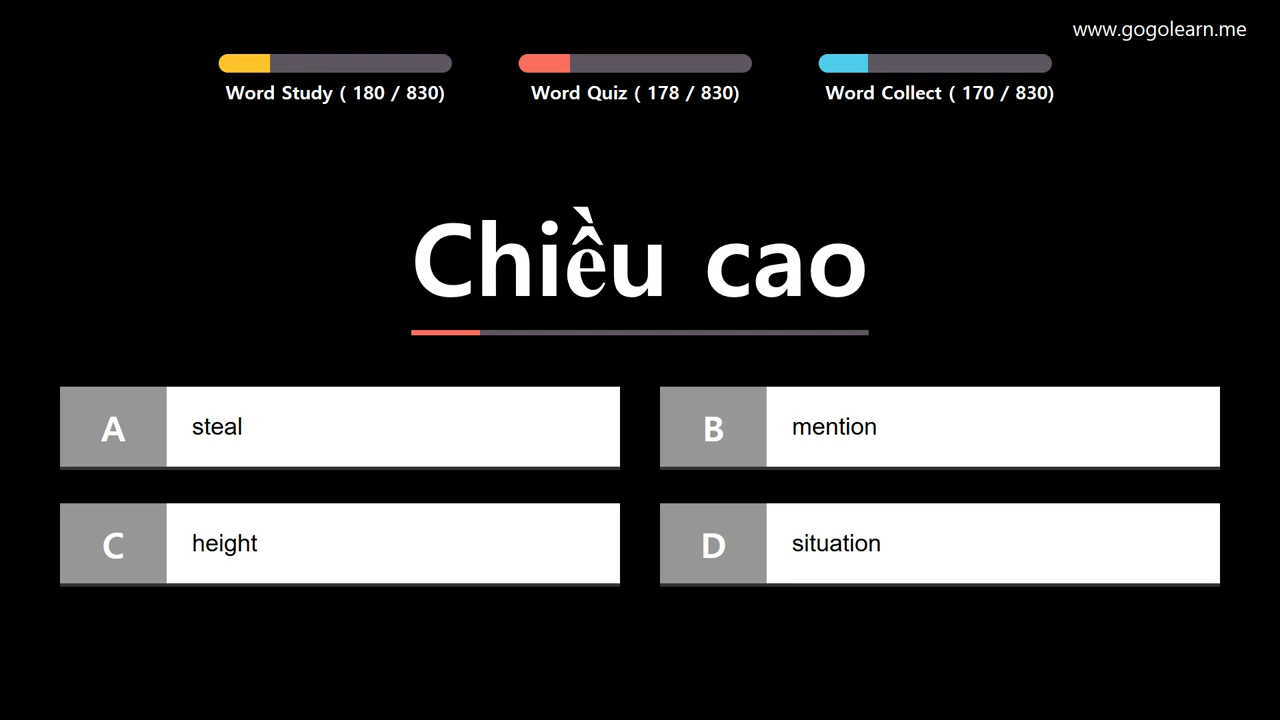 www.gogolearn.me
Word Study ( 180 / 830)
Word Quiz ( 178 / 830)
Word Collect ( 170 / 830)
Chiều cao
A
steal
B
mention
C
height
D
situation